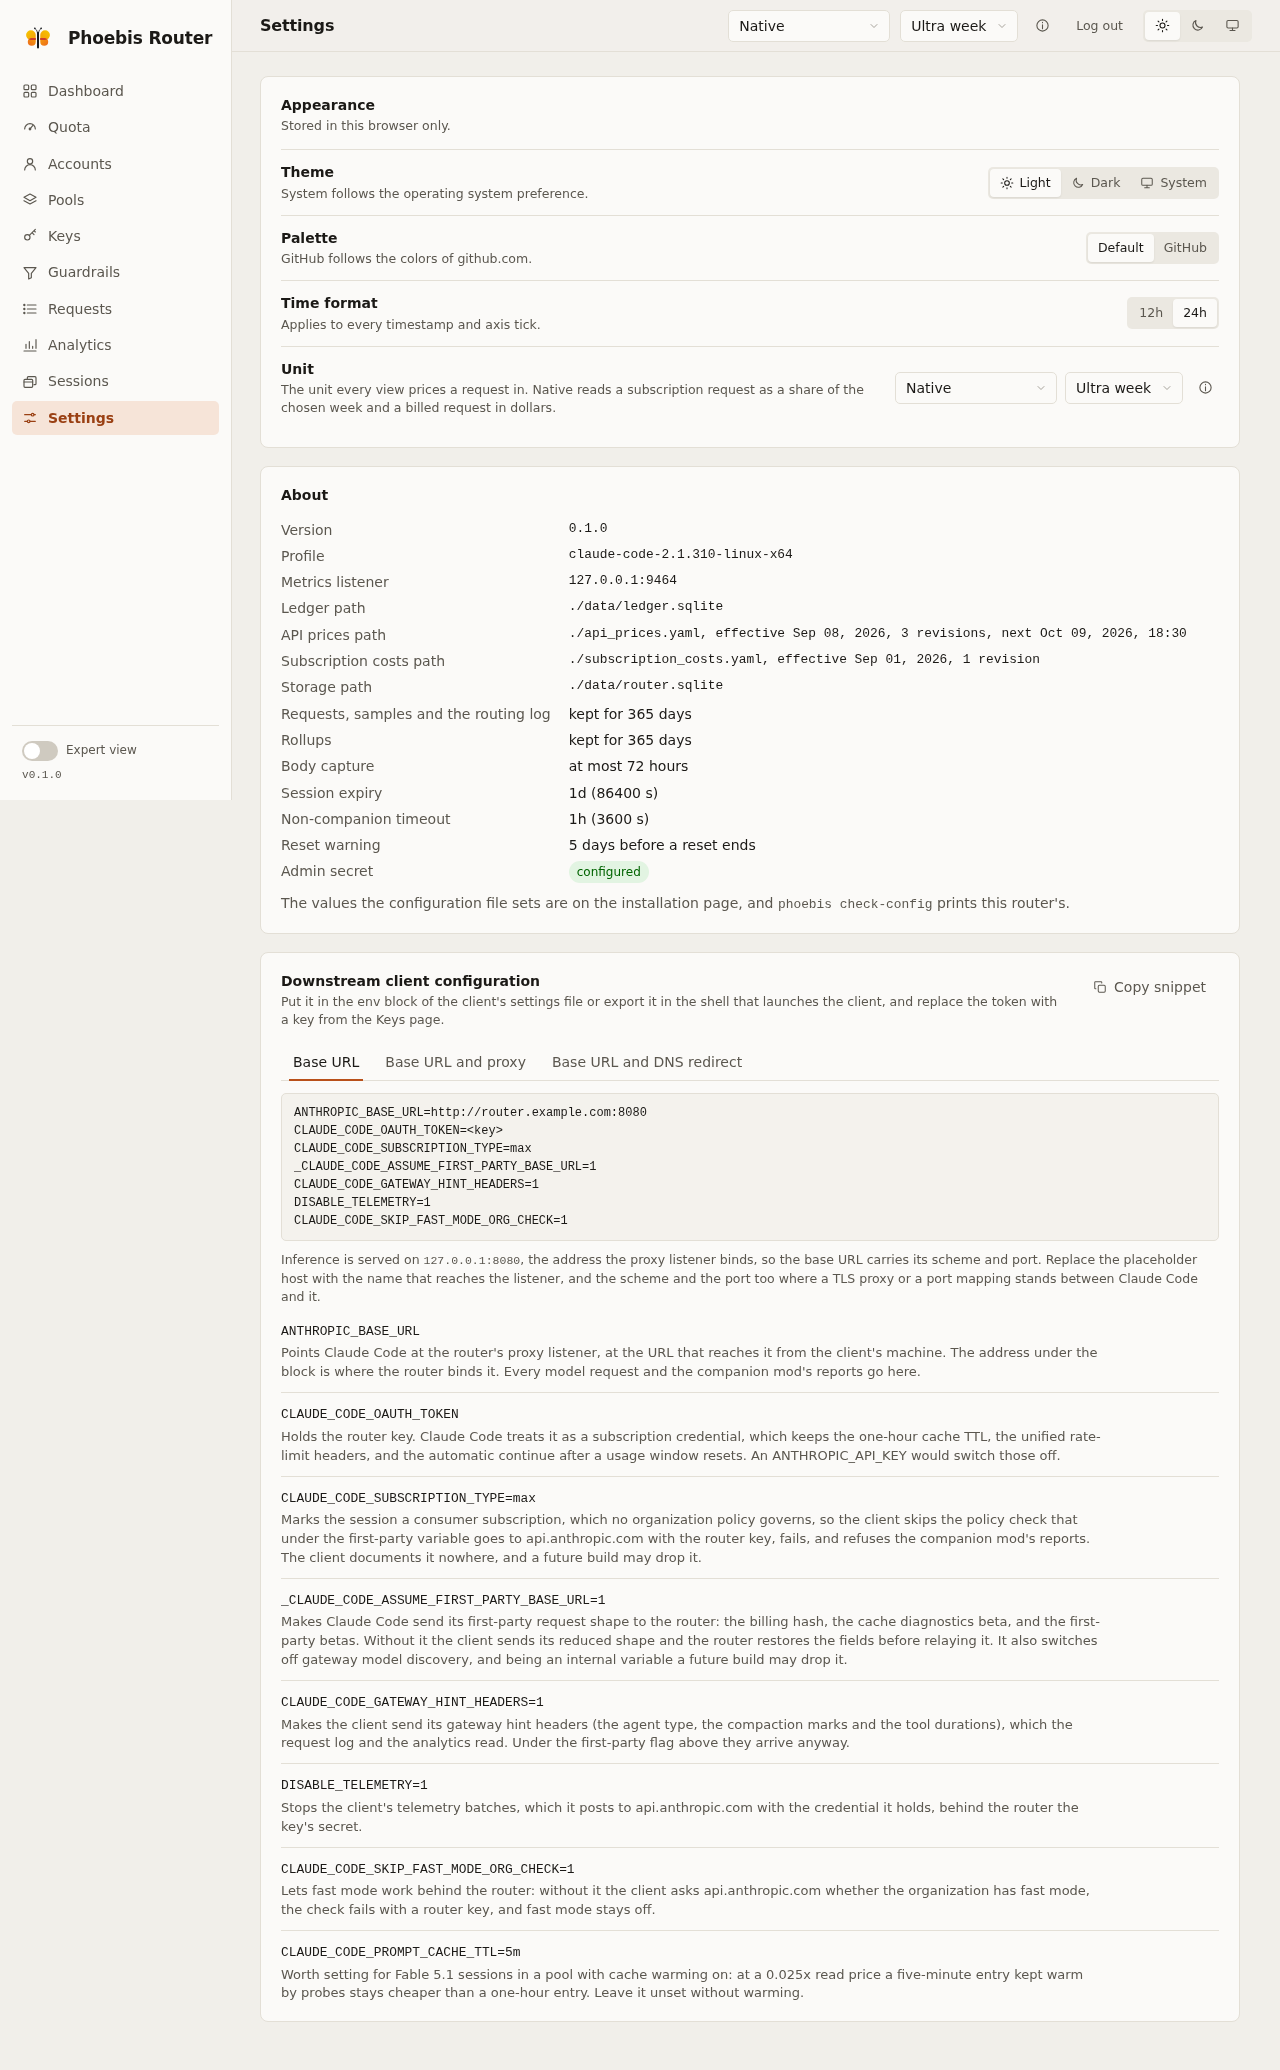 Phoebis Router
Dashboard
Quota
Accounts
Pools
Keys
Guardrails
Requests
Analytics
Sessions
Settings
Expert view
v0.1.0
Settings
Native
Ultra week
Log out
Appearance
Stored in this browser only.
Theme
System follows the operating system preference.
Light
Dark
System
Palette
GitHub follows the colors of github.com.
Default
GitHub
Time format
Applies to every timestamp and axis tick.
12h
24h
Unit
The unit every view prices a request in. Native reads a subscription request as a share of the
chosen week and a billed request in dollars.
Native
Ultra week
About
Version 0.1.0
Profile claude-code-2.1.310-linux-x64
Metrics listener 127.0.0.1:9464
Ledger path ./data/ledger.sqlite
API prices path ./api_prices.yaml, effective Sep 08, 2026, 3 revisions, next Oct 09, 2026, 18:30
Subscription costs path ./subscription_costs.yaml, effective Sep 01, 2026, 1 revision
Storage path ./data/router.sqlite
Requests, samples and the routing log kept for 365 days
Rollups kept for 365 days
Body capture at most 72 hours
Session expiry 1d (86400 s)
Non-companion timeout 1h (3600 s)
Reset warning 5 days before a reset ends
Admin secret configured
The values the configuration file sets are on the installation page, and phoebis check-config prints this router's.
Downstream client configuration
Put it in the env block of the client's settings file or export it in the shell that launches the client, and replace the token with
a key from the Keys page.
Copy snippet
Base URL
Base URL and proxy
Base URL and DNS redirect
ANTHROPIC_BASE_URL=http://router.example.com:8080
CLAUDE_CODE_OAUTH_TOKEN=<key>
CLAUDE_CODE_SUBSCRIPTION_TYPE=max
_CLAUDE_CODE_ASSUME_FIRST_PARTY_BASE_URL=1
CLAUDE_CODE_GATEWAY_HINT_HEADERS=1
DISABLE_TELEMETRY=1
CLAUDE_CODE_SKIP_FAST_MODE_ORG_CHECK=1
Inference is served on 127.0.0.1:8080, the address the proxy listener binds, so the base URL carries its scheme and port. Replace the placeholder
host with the name that reaches the listener, and the scheme and the port too where a TLS proxy or a port mapping stands between Claude Code
and it.
ANTHROPIC_BASE_URL
Points Claude Code at the router's proxy listener, at the URL that reaches it from the client's machine. The address under the
block is where the router binds it. Every model request and the companion mod's reports go here.
CLAUDE_CODE_OAUTH_TOKEN
Holds the router key. Claude Code treats it as a subscription credential, which keeps the one-hour cache TTL, the unified rate-
limit headers, and the automatic continue after a usage window resets. An ANTHROPIC_API_KEY would switch those off.
CLAUDE_CODE_SUBSCRIPTION_TYPE=max
Marks the session a consumer subscription, which no organization policy governs, so the client skips the policy check that
under the first-party variable goes to api.anthropic.com with the router key, fails, and refuses the companion mod's reports.
The client documents it nowhere, and a future build may drop it.
_CLAUDE_CODE_ASSUME_FIRST_PARTY_BASE_URL=1
Makes Claude Code send its first-party request shape to the router: the billing hash, the cache diagnostics beta, and the first-
party betas. Without it the client sends its reduced shape and the router restores the fields before relaying it. It also switches
off gateway model discovery, and being an internal variable a future build may drop it.
CLAUDE_CODE_GATEWAY_HINT_HEADERS=1
Makes the client send its gateway hint headers (the agent type, the compaction marks and the tool durations), which the
request log and the analytics read. Under the first-party flag above they arrive anyway.
DISABLE_TELEMETRY=1
Stops the client's telemetry batches, which it posts to api.anthropic.com with the credential it holds, behind the router the
key's secret.
CLAUDE_CODE_SKIP_FAST_MODE_ORG_CHECK=1
Lets fast mode work behind the router: without it the client asks api.anthropic.com whether the organization has fast mode,
the check fails with a router key, and fast mode stays off.
CLAUDE_CODE_PROMPT_CACHE_TTL=5m
Worth setting for Fable 5.1 sessions in a pool with cache warming on: at a 0.025x read price a five-minute entry kept warm
by probes stays cheaper than a one-hour entry. Leave it unset without warming.